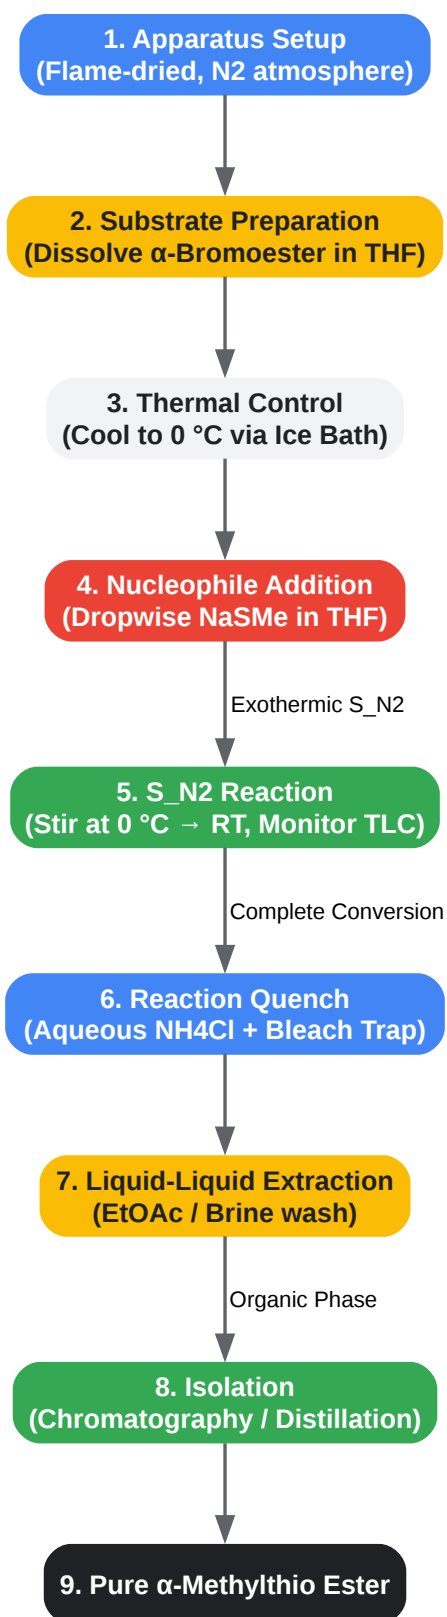 1. Apparatus Setup
(Flame-dried, N2 atmosphere)
2. Substrate Preparation
(Dissolve α-Bromoester in THF)
3. Thermal Control
(Cool to 0 °C via Ice Bath)
4. Nucleophile Addition
(Dropwise NaSMe in THF)
Exothermic S_N2
5. S_N2 Reaction
(Stir at 0 °C → RT, Monitor TLC)
Complete Conversion
6. Reaction Quench
(Aqueous NH4Cl + Bleach Trap)
7. Liquid-Liquid Extraction
(EtOAc / Brine wash)
Organic Phase
8. Isolation
(Chromatography / Distillation)
9. Pure α-Methylthio Ester